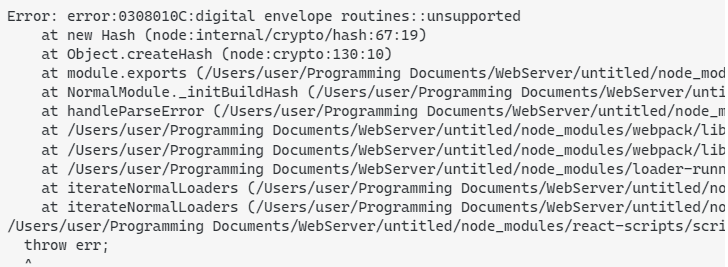 Error: error:0308010C:digital envelope routines::unsupported
    at new Hash (node:internal/crypto/hash:67:19)
    at Object.createHash (node:crypto:130:10)
    at module.exports (/Users/user/Programming Documents/WebServer/untitled/node_mod
    at NormalModule._initBuildHash (/Users/user/Programming Documents/WebServer/unti
    at handleParseError (/Users/user/Programming Documents/WebServer/untitled/node_m
    at /Users/user/Programming Documents/WebServer/untitled/node_modules/webpack/lib
    at /Users/user/Programming Documents/WebServer/untitled/node_modules/webpack/lib
    at /Users/user/Programming Documents/WebServer/untitled/node_modules/loader-runn
    at iterateNormalLoaders (/Users/user/Programming Documents/WebServer/untitled/no
    at iterateNormalLoaders (/Users/user/Programming Documents/WebServer/untitled/no
/Users/user/Programming Documents/WebServer/untitled/node_modules/react-scripts/scri
  throw err;
  ^